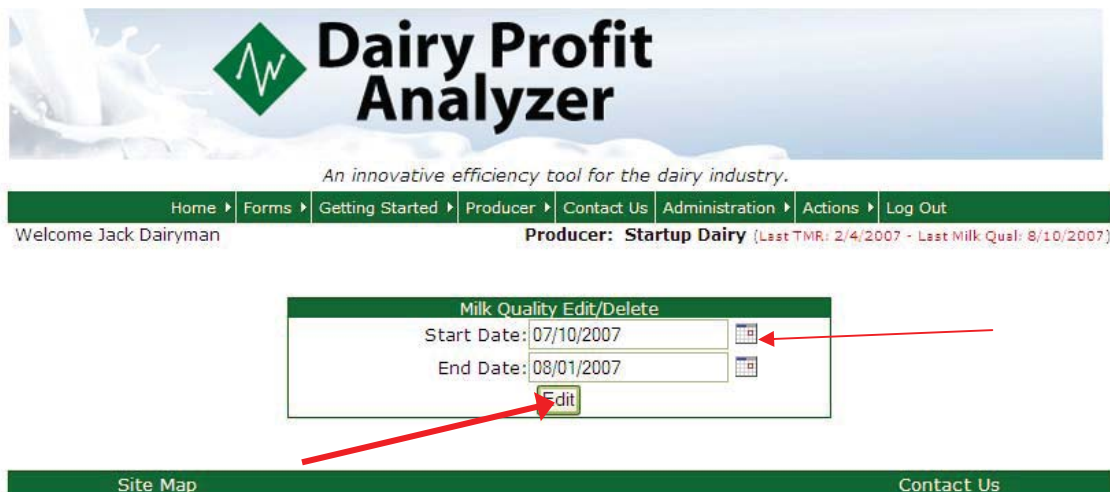 Dairy Profit
Analyzer
An innovative efficiency tool for the dairy industry.
Home Forms Getting Started Producer Contact Us Administration Actions Log Out
Welcome Jack Dairyman Producer: Startup Dairy (Last TMR: 2/4/2007 - Last Milk Qual: 8/10/2007)
Milk Quality Edit/Delete
Start Date: 07/10/2007
End Date: 08/01/2007
Edit
Site Map Contact Us